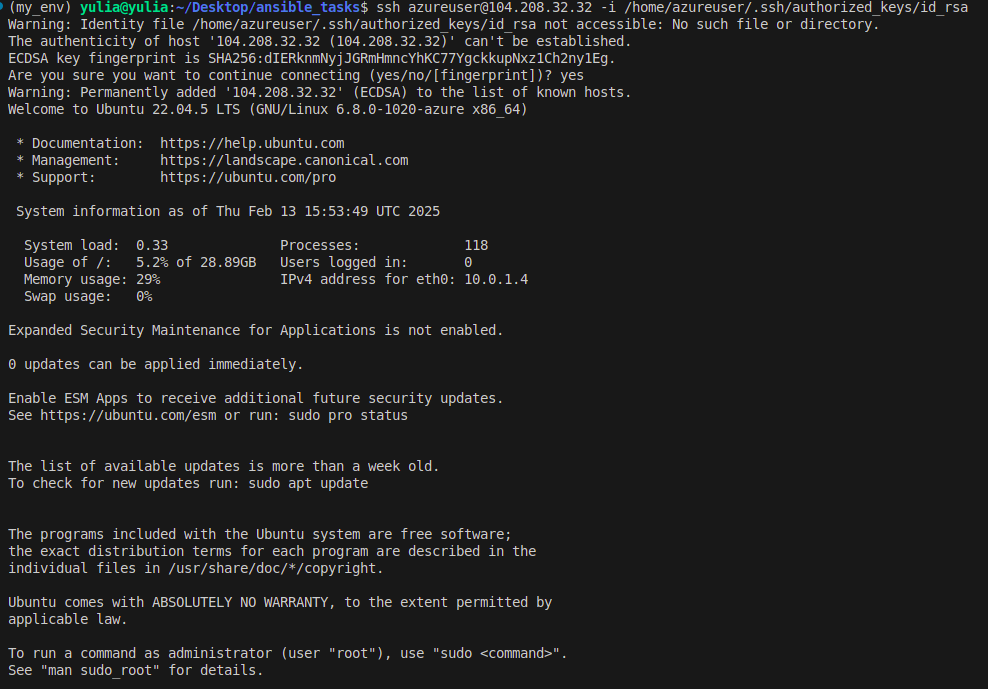 (my_env) yulia@yulia:~/Desktop/ansible_tasks$ ssh azureuser@104.208.32.32 -i /home/azureuser/.ssh/authorized_keys/id_rsa
Warning: Identity file /home/azureuser/.ssh/authorized_keys/id_rsa not accessible: No such file or directory.
The authenticity of host '104.208.32.32 (104.208.32.32)' can't be established.
ECDSA key fingerprint is SHA256:dIERknmNyjJGRmHmncYhKC77YgckkupNxz1Ch2ny1Eg.
Are you sure you want to continue connecting (yes/no/[fingerprint])? yes
Warning: Permanently added '104.208.32.32' (ECDSA) to the list of known hosts.
Welcome to Ubuntu 22.04.5 LTS (GNU/Linux 6.8.0-1020-azure x86_64)

 * Documentation:  https://help.ubuntu.com
 * Management:     https://landscape.canonical.com
 * Support:        https://ubuntu.com/pro

 System information as of Thu Feb 13 15:53:49 UTC 2025

  System load:  0.33              Processes:             118
  Usage of /:   5.2% of 28.89GB   Users logged in:       0
  Memory usage: 29%               IPv4 address for eth0: 10.0.1.4
  Swap usage:   0%

Expanded Security Maintenance for Applications is not enabled.

0 updates can be applied immediately.

Enable ESM Apps to receive additional future security updates.
See https://ubuntu.com/esm or run: sudo pro status


The list of available updates is more than a week old.
To check for new updates run: sudo apt update


The programs included with the Ubuntu system are free software;
the exact distribution terms for each program are described in the
individual files in /usr/share/doc/*/copyright.

Ubuntu comes with ABSOLUTELY NO WARRANTY, to the extent permitted by
applicable law.

To run a command as administrator (user "root"), use "sudo <command>".
See "man sudo_root" for details.